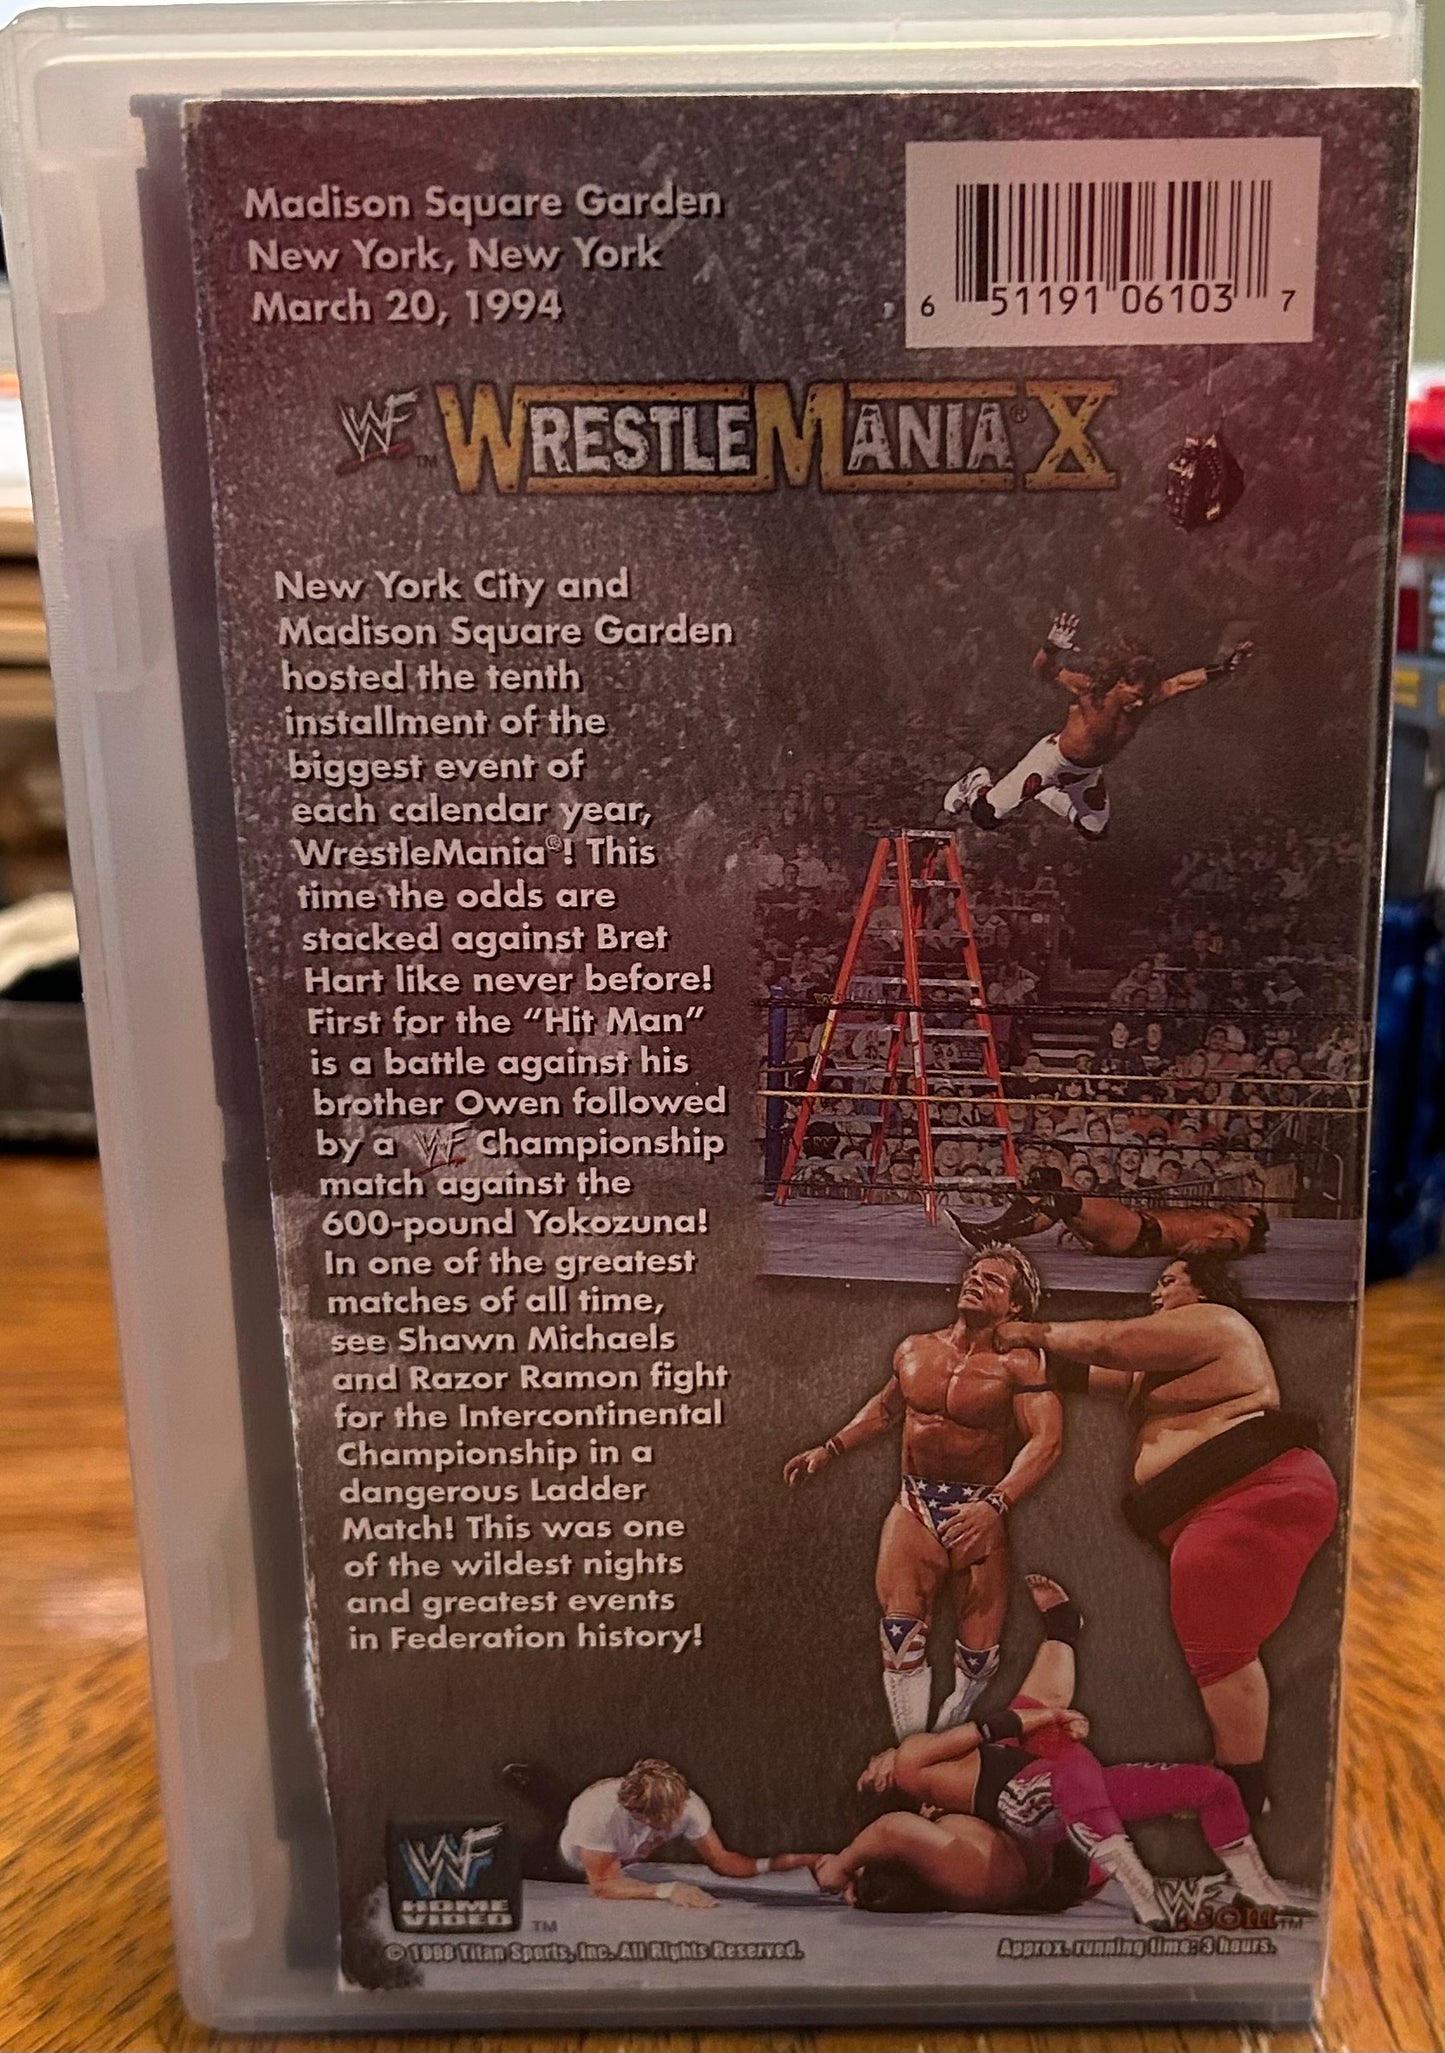 Madison Square Garden
New York, New York
March 20, 1994
6 51191 06103 7
WF ™ WRESTLEMANIA® X
New York City and
Madison Square Garden
hosted the tenth
installment of the
biggest event of
each calendar year,
WrestleMania®! This
time the odds are
stacked against Bret
Hart like never before!
First for the “Hit Man”
is a battle against his
brother Owen followed
by a WF Championship
match against the
600-pound Yokozuna!
In one of the greatest
matches of all time,
see Shawn Michaels
and Razor Ramon fight
for the Intercontinental
Championship in a
dangerous Ladder
Match! This was one
of the wildest nights
and greatest events
in Federation history!
WF
HOME
VIDEO ™
WF.com™
© 1998 Titan Sports, Inc. All Rights Reserved.
Approx. running time: 3 hours.